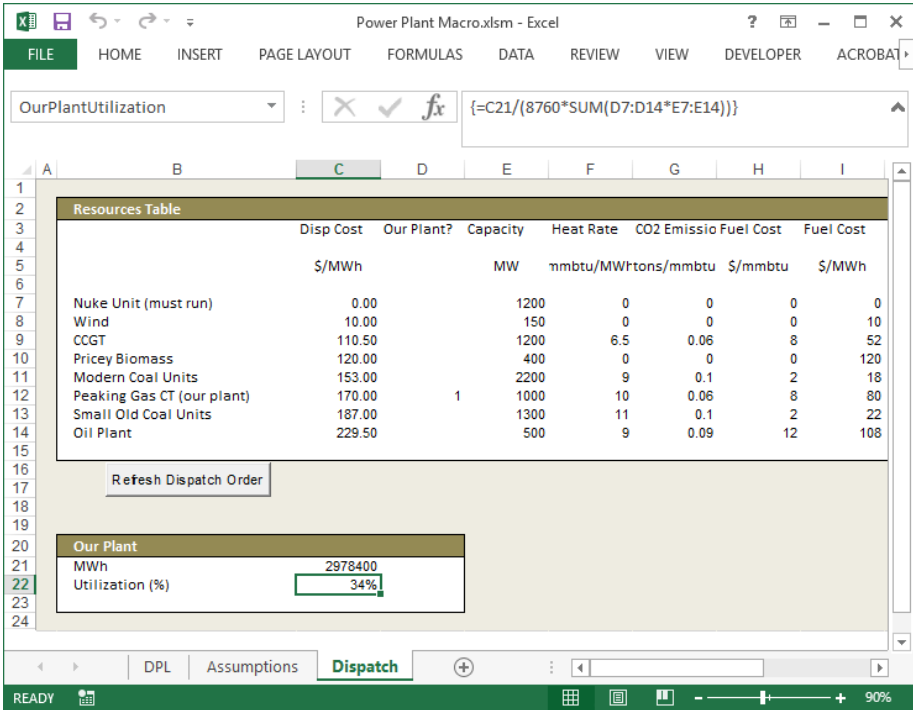 Power Plant Macro.xlsm - Excel
FILE HOME INSERT PAGE LAYOUT FORMULAS DATA REVIEW VIEW DEVELOPER ACROBAT
OurPlantUtilization fx {=C21/(8760*SUM(D7:D14*E7:E14))}
A B C D E F G H I
1
2 Resources Table
3 Disp Cost Our Plant? Capacity Heat Rate CO2 Emissio Fuel Cost Fuel Cost
4
5 $/MWh MW mmbtu/MWh tons/mmbtu $/mmbtu $/MWh
6
7 Nuke Unit (must run) 0.00 1200 0 0 0 0
8 Wind 10.00 150 0 0 0 10
9 CCGT 110.50 1200 6.5 0.06 8 52
10 Pricey Biomass 120.00 400 0 0 0 120
11 Modern Coal Units 153.00 2200 9 0.1 2 18
12 Peaking Gas CT (our plant) 170.00 1 1000 10 0.06 8 80
13 Small Old Coal Units 187.00 1300 11 0.1 2 22
14 Oil Plant 229.50 500 9 0.09 12 108
15
16
Refresh Dispatch Order
17
18
19
20 Our Plant
21 MWh 2978400
22 Utilization (%) 34%
23
24
DPL Assumptions Dispatch
READY 90%